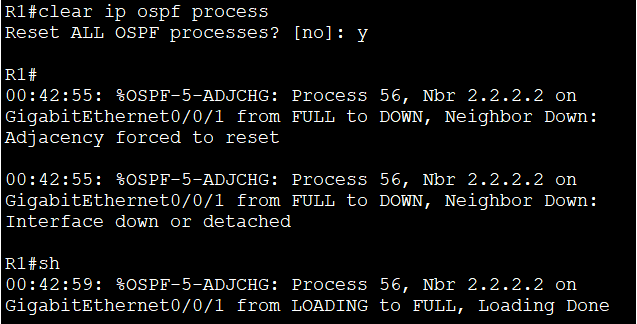 R1#clear ip ospf process
Reset ALL OSPF processes? [no]: y
R1#
00:42:55: %OSPF-5-ADJCHG: Process 56, Nbr 2.2.2.2 on
GigabitEthernet0/0/1 from FULL to DOWN, Neighbor Down:
Adjacency forced to reset
00:42:55: %OSPF-5-ADJCHG: Process 56, Nbr 2.2.2.2 on
GigabitEthernet0/0/1 from FULL to DOWN, Neighbor Down:
Interface down or detached
R1#sh
00:42:59: %OSPF-5-ADJCHG: Process 56, Nbr 2.2.2.2 on
GigabitEthernet0/0/1 from LOADING to FULL, Loading Done